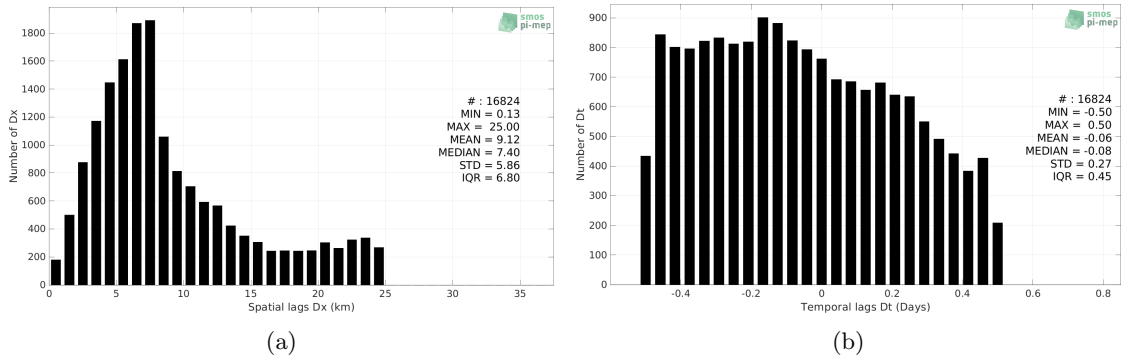 smos
pi-mep
1800
1600
1400
1200
1000
800
600
400
200
0
Number of Dx
# : 16824
MIN = 0.13
MAX = 25.00
MEAN = 9.12
MEDIAN = 7.40
STD = 5.86
IQR = 6.80
0 5 10 15 20 25 30 35
Spatial lags Dx (km)
(a)
smos
pi-mep
900
800
700
600
500
400
300
200
100
0
Number of Dt
# : 16824
MIN = -0.50
MAX = 0.50
MEAN = -0.06
MEDIAN = -0.08
STD = 0.27
IQR = 0.45
-0.4 -0.2 0 0.2 0.4 0.6 0.8
Temporal lags Dt (Days)
(b)